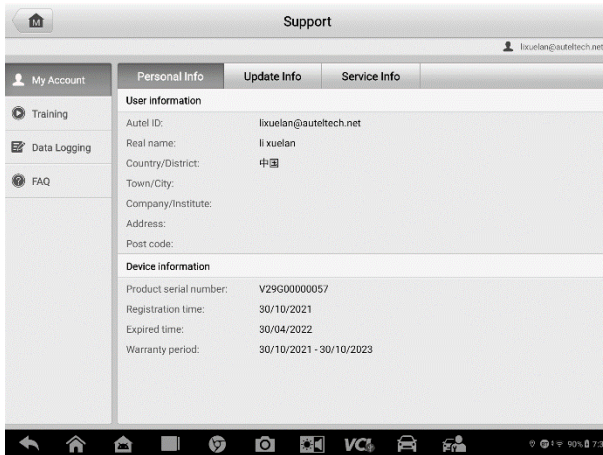 M
Support
lixuelan@auteltech.net
My Account
Training
Data Logging
FAQ
Personal Info
Update Info
Service Info
User information
Autel ID: lixuelan@auteltech.net
Real name: li xuelan
Country/District: 中国
Town/City:
Company/Institute:
Address:
Post code:
Device information
Product serial number: V29G00000057
Registration time: 30/10/2021
Expired time: 30/04/2022
Warranty period: 30/10/2021 - 30/10/2023
VCI
90%